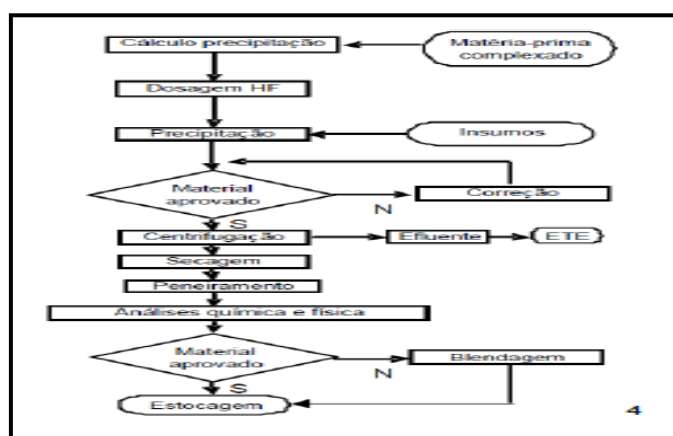 Cálculo precipitação
Matéria-prima
complexado
Dosagem HF
Precipitação
Insumos
Material
aprovado
N
Correção
S
Centrifugação
Efluente
ETE
Secagem
Peneiramento
Análises química e física
Material
aprovado
N
Blendagem
S
Estocagem
4